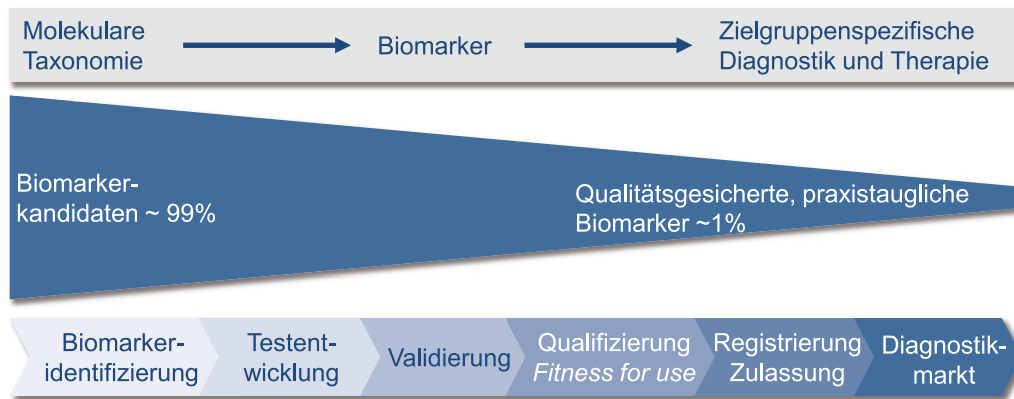 Molekulare
Taxonomie
Biomarker
Zielgruppenspezifische
Diagnostik und Therapie
Biomarker-
kandidaten ~ 99%
Qualitätsgesicherte, praxistaugliche
Biomarker ~1%
Biomarker-
identifizierung
Testent-
wicklung
Validierung
Qualifizierung
Fitness for use
Registrierung
Zulassung
Diagnostik-
markt